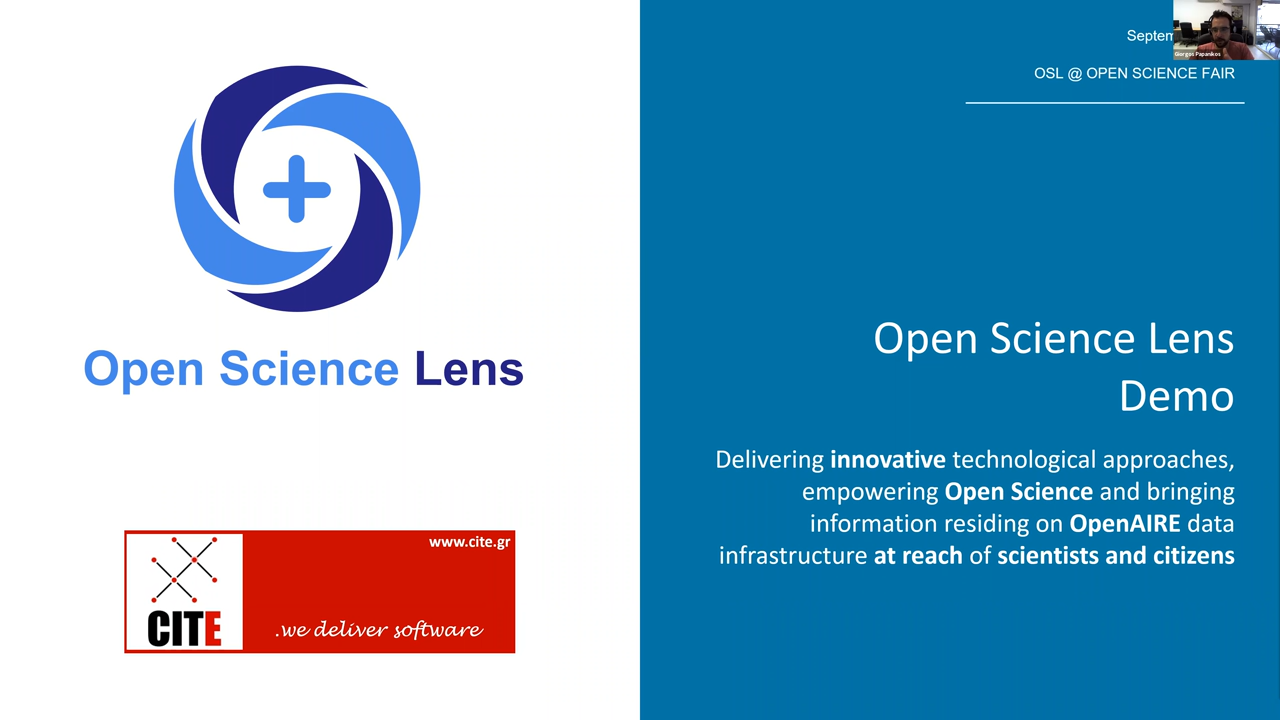 Septem
Giorgos Papanikos
OSL @ OPEN SCIENCE FAIR
Open Science Lens
Open Science Lens
Demo
Delivering innovative technological approaches,
empowering Open Science and bringing
information residing on OpenAIRE data
infrastructure at reach of scientists and citizens
www.cite.gr
CITE
.we deliver software